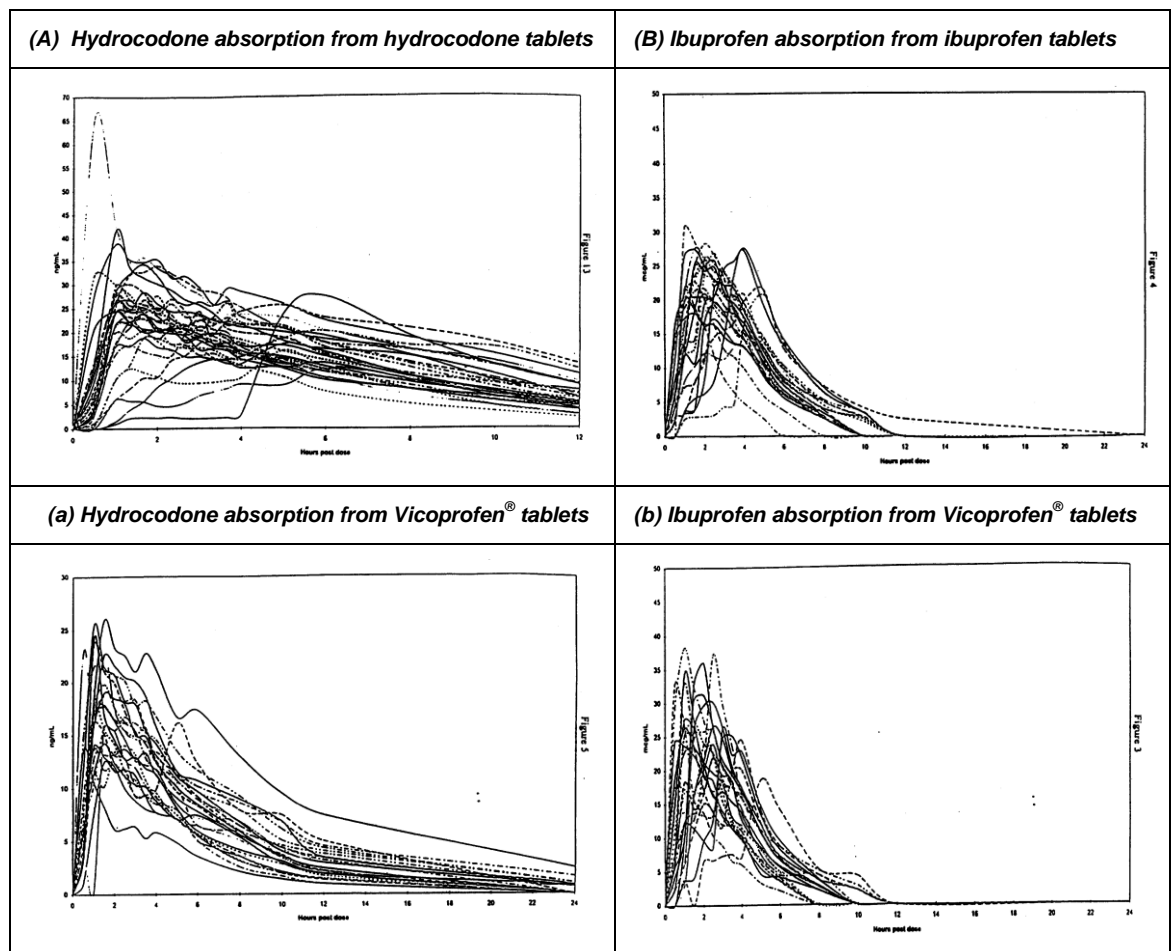 (A) Hydrocodone absorption from hydrocodone tablets
(B) Ibuprofen absorption from ibuprofen tablets
70
65
60
55
50
45
40
35
30
25
20
15
10
5
0
ng/mL
0 2 4 6 8 10 12
Hours post dose
Figure 13
50
45
40
35
30
25
20
15
10
5
0
mcg/mL
0 2 4 6 8 10 12 14 16 18 20 22 24
Hours post dose
Figure 4
(a) Hydrocodone absorption from Vicoprofen® tablets
(b) Ibuprofen absorption from Vicoprofen® tablets
30
25
20
15
10
5
0
ng/mL
0 2 4 6 8 10 12 14 16 18 20 22 24
Hours post dose
Figure 5
50
45
40
35
30
25
20
15
10
5
0
mcg/mL
0 2 4 6 8 10 12 14 16 18 20 22 24
Hours post dose
Figure 3